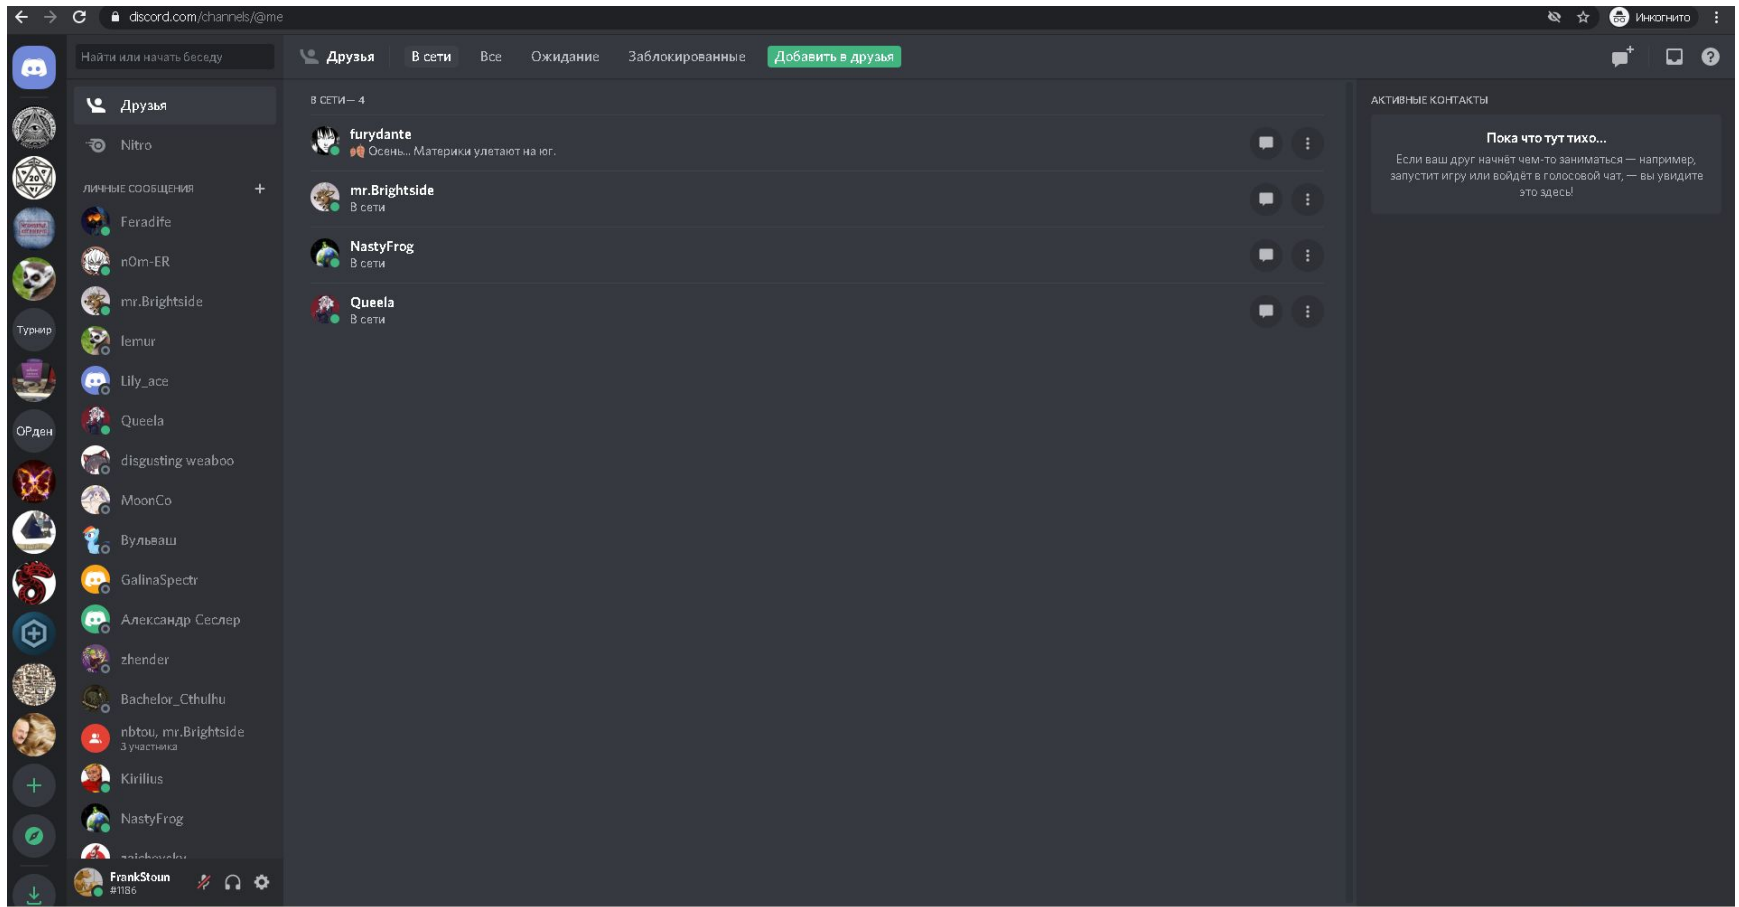 discord.com/channels/@me
Инкогнито
Найти или начать беседу
Друзья
В сети
Все
Ожидание
Заблокированные
Добавить в друзья
Турнир
ОРден
Друзья
Nitro
ЛИЧНЫЕ СООБЩЕНИЯ
Feradife
n0m-ER
mr.Brightside
lemur
Lily_ace
Queela
disgusting weaboo
MoonCo
Вульваш
GalinaSpectr
Александр Сеслер
zhender
Bachelor_Cthulhu
nbtou, mr.Brightside
3 участника
Kirilius
NastyFrog
FrankStoun
#1186
В СЕТИ — 4
furydante
Осень... Материки улетают на юг.
mr.Brightside
В сети
NastyFrog
В сети
Queela
В сети
АКТИВНЫЕ КОНТАКТЫ
Пока что тут тихо...
Если ваш друг начнёт чем-то заниматься — например,
запустит игру или войдёт в голосовой чат, — вы увидите
это здесь!